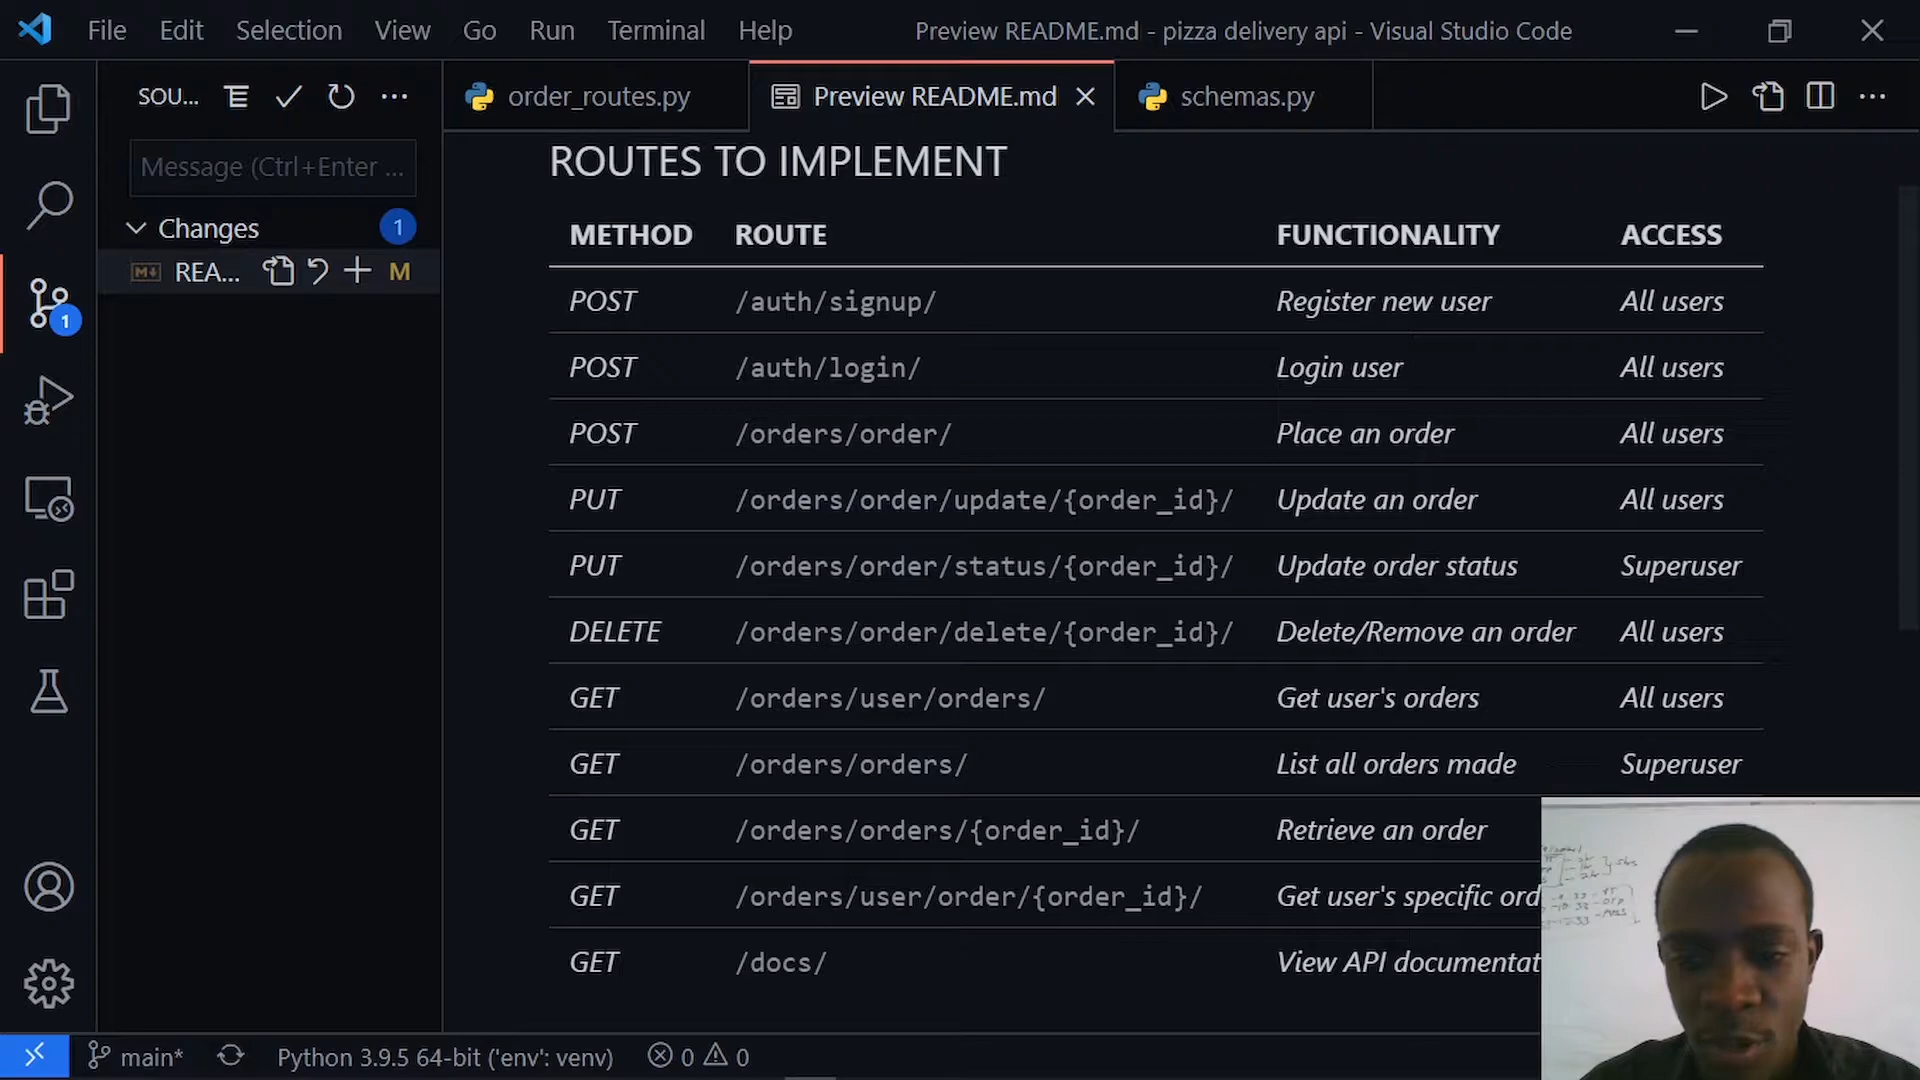 File Edit Selection View Go Run Terminal Help Preview README.md - pizza delivery api - Visual Studio Code
SOU...
order_routes.py Preview README.md schemas.py
Message (Ctrl+Enter ...
Changes 1
REA... M
1
ROUTES TO IMPLEMENT
METHOD ROUTE FUNCTIONALITY ACCESS
POST /auth/signup/ Register new user All users
POST /auth/login/ Login user All users
POST /orders/order/ Place an order All users
PUT /orders/order/update/{order_id}/ Update an order All users
PUT /orders/order/status/{order_id}/ Update order status Superuser
DELETE /orders/order/delete/{order_id}/ Delete/Remove an order All users
GET /orders/user/orders/ Get user's orders All users
GET /orders/orders/ List all orders made Superuser
GET /orders/orders/{order_id}/ Retrieve an order
GET /orders/user/order/{order_id}/ Get user's specific ord
GET /docs/ View API documentat
main* Python 3.9.5 64-bit ('env': venv) 0 0